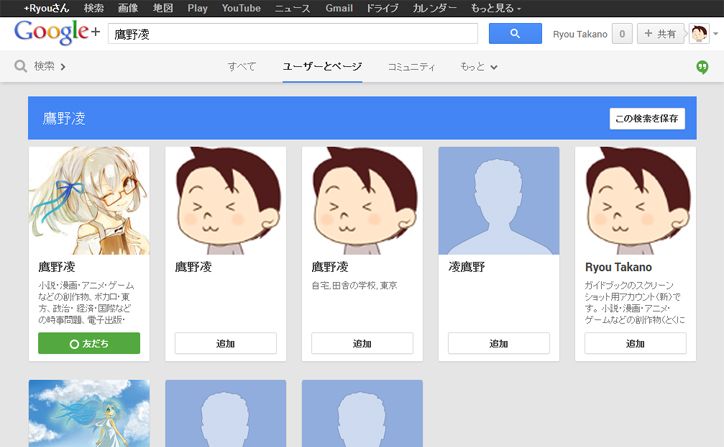 +Ryouさん 検索 画像 地図 Play YouTube ニュース Gmail ドライブ カレンダー もっと見る
Google+ 鷹野凌 Ryou Takano 0 + 共有
検索 すべて ユーザーとページ コミュニティ もっと
鷹野凌 この検索を保存
鷹野凌
小説・漫画・アニメ・ゲーム
などの創作物、ボカロ・東
方、政治・経済・国際など
の時事問題、電子出版・
友だち
鷹野凌
追加
鷹野凌
自宅,田舎の学校,東京
追加
凌鷹野
追加
Ryou Takano
ガイドブックのスクリーン
ショット用アカウント(新)で
す。 小説・漫画・アニメ・
ゲームなどの創作物(とくに
追加